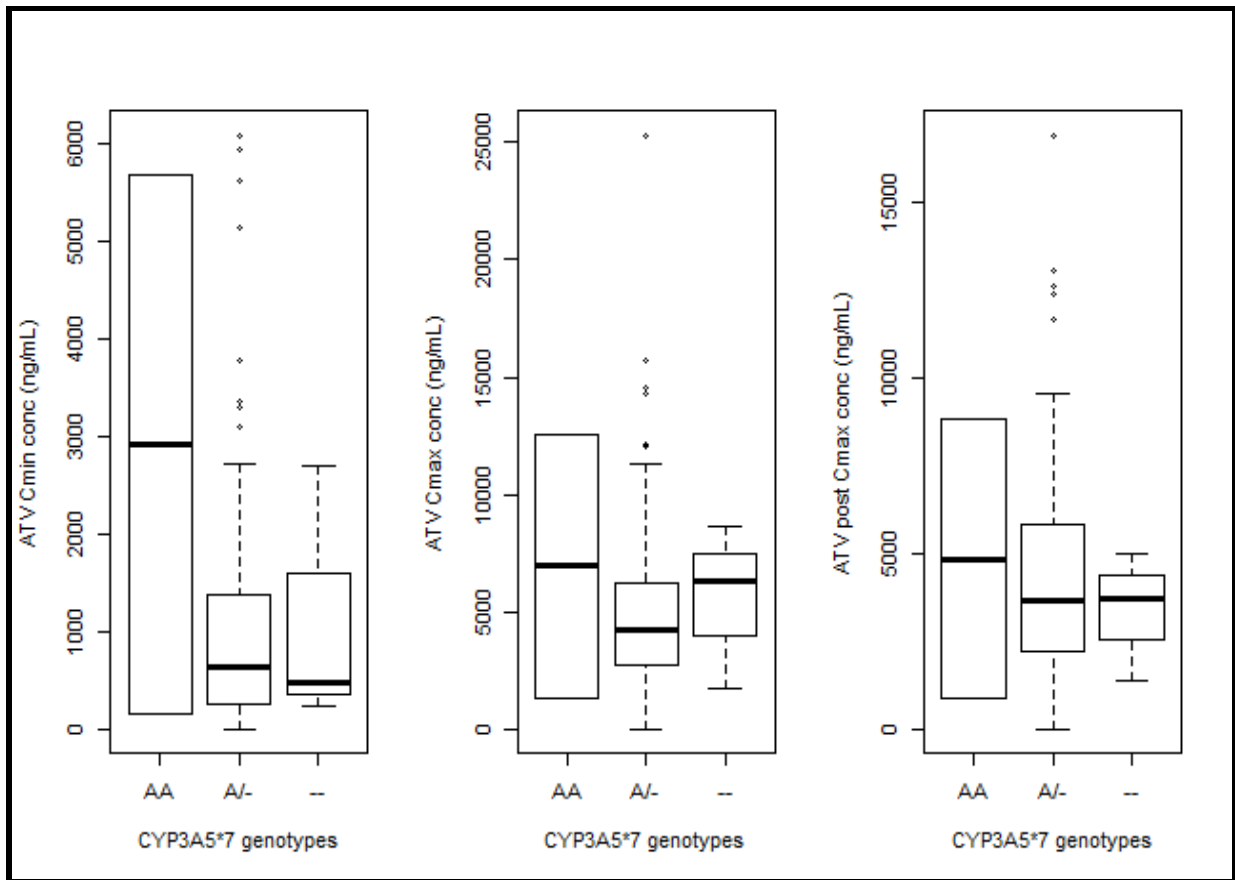 ATV Cmin conc (ng/mL)
6000
5000
4000
3000
2000
1000
0
AA A/- --
CYP3A5*7 genotypes
ATV Cmax conc (ng/mL)
25000
20000
15000
10000
5000
0
AA A/- --
CYP3A5*7 genotypes
ATV post Cmax conc (ng/mL)
15000
10000
5000
0
AA A/- --
CYP3A5*7 genotypes